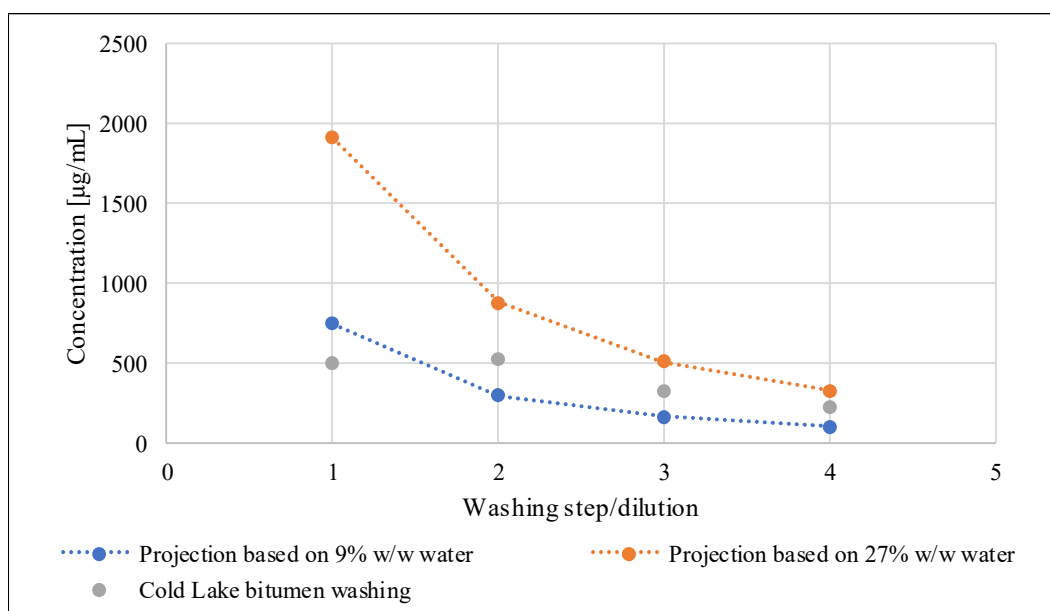 2500
2000
1500
1000
500
0
Concentration [µg/mL]
0 1 2 3 4 5
Washing step/dilution
Projection based on 9% w/w water
Projection based on 27% w/w water
Cold Lake bitumen washing